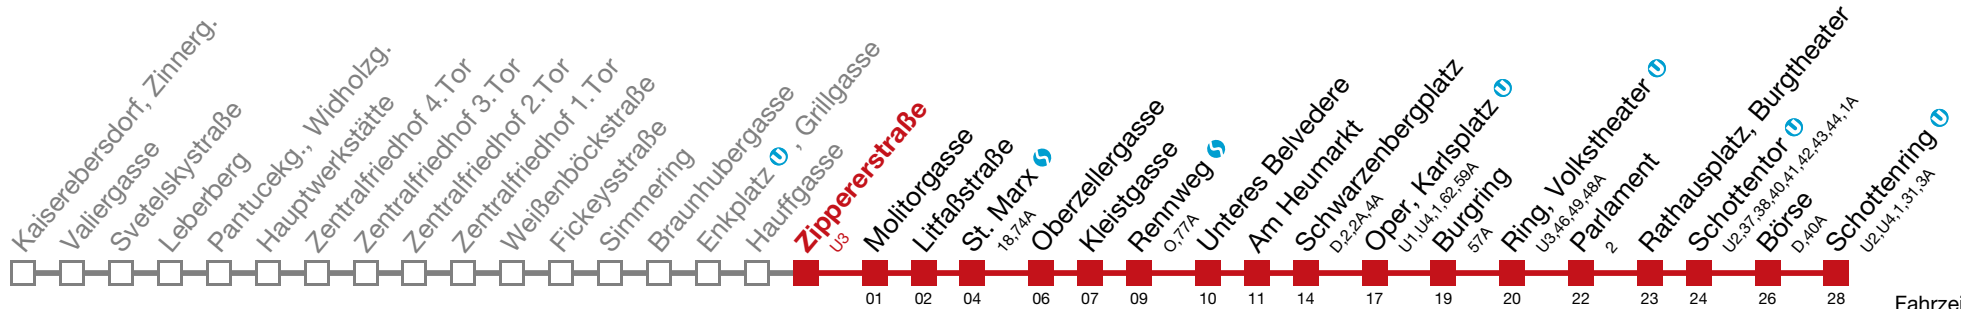 Kaiserebersdorf, Zinnerg.
Valiergasse
Svetelskystraße
Leberberg
Pantucekg., Widholzg.
Hauptwerkstätte
Zentralfriedhof 4.Tor
Zentralfriedhof 3.Tor
Zentralfriedhof 2.Tor
Zentralfriedhof 1.Tor
Weißenböckstraße
Fickeysstraße
Simmering
Braunhubergasse
Enkplatz U, Grillgasse
Hauffgasse
Zippererstraße
U3
Molitorgasse
Litfaßstraße
St. Marx S
18,74A
Oberzellergasse
Kleistgasse
Rennweg S
O,77A
Unteres Belvedere
Am Heumarkt
Schwarzenbergplatz
D,2,2A,4A
Oper, Karlsplatz U
U1,U4,1,62,59A
Burgring
57A
Ring, Volkstheater U
U3,46,49,48A
Parlament
2
Rathausplatz, Burgtheater
Schottentor U
U2,37,38,40,41,42,43,44,1A
Börse
D,40A
Schottenring U
U2,U4,1,31,3A
01 02 04 06 07 09 10 11 14 17 19 20 22 23 24 26 28
Fahrzei